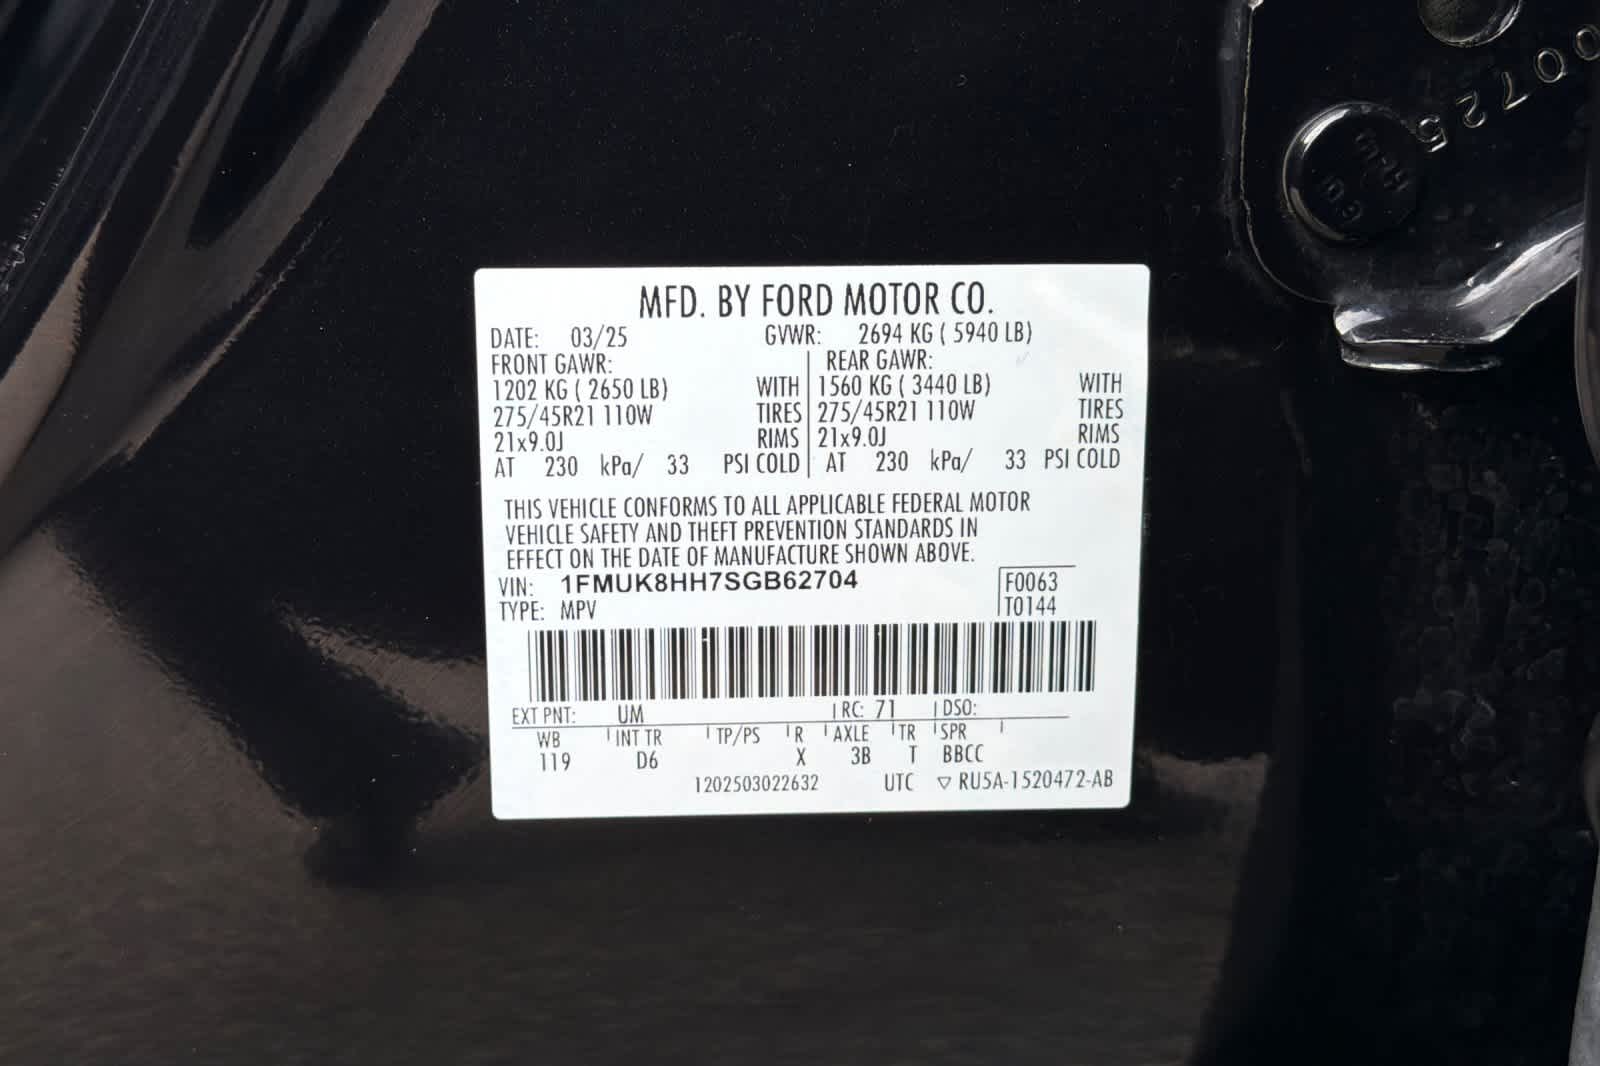 MFD. BY FORD MOTOR CO.
DATE: 03/25 GVWR: 2694 KG ( 5940 LB)
FRONT GAWR: REAR GAWR:
1202 KG ( 2650 LB) WITH 1560 KG ( 3440 LB) WITH
275/45R21 110W TIRES 275/45R21 110W TIRES
21x9.0J RIMS 21x9.0J RIMS
AT 230 kPa/ 33 PSI COLD AT 230 kPa/ 33 PSI COLD
THIS VEHICLE CONFORMS TO ALL APPLICABLE FEDERAL MOTOR
VEHICLE SAFETY AND THEFT PREVENTION STANDARDS IN
EFFECT ON THE DATE OF MANUFACTURE SHOWN ABOVE.
VIN: 1FMUK8HH7SGB62704 F0063
TYPE: MPV T0144
EXT PNT: UM RC: 71 DSO:
WB INT TR TP/PS R AXLE TR SPR
119 D6 X 3B T BBCC
1202503022632 UTC ▽ RU5A-1520472-AB